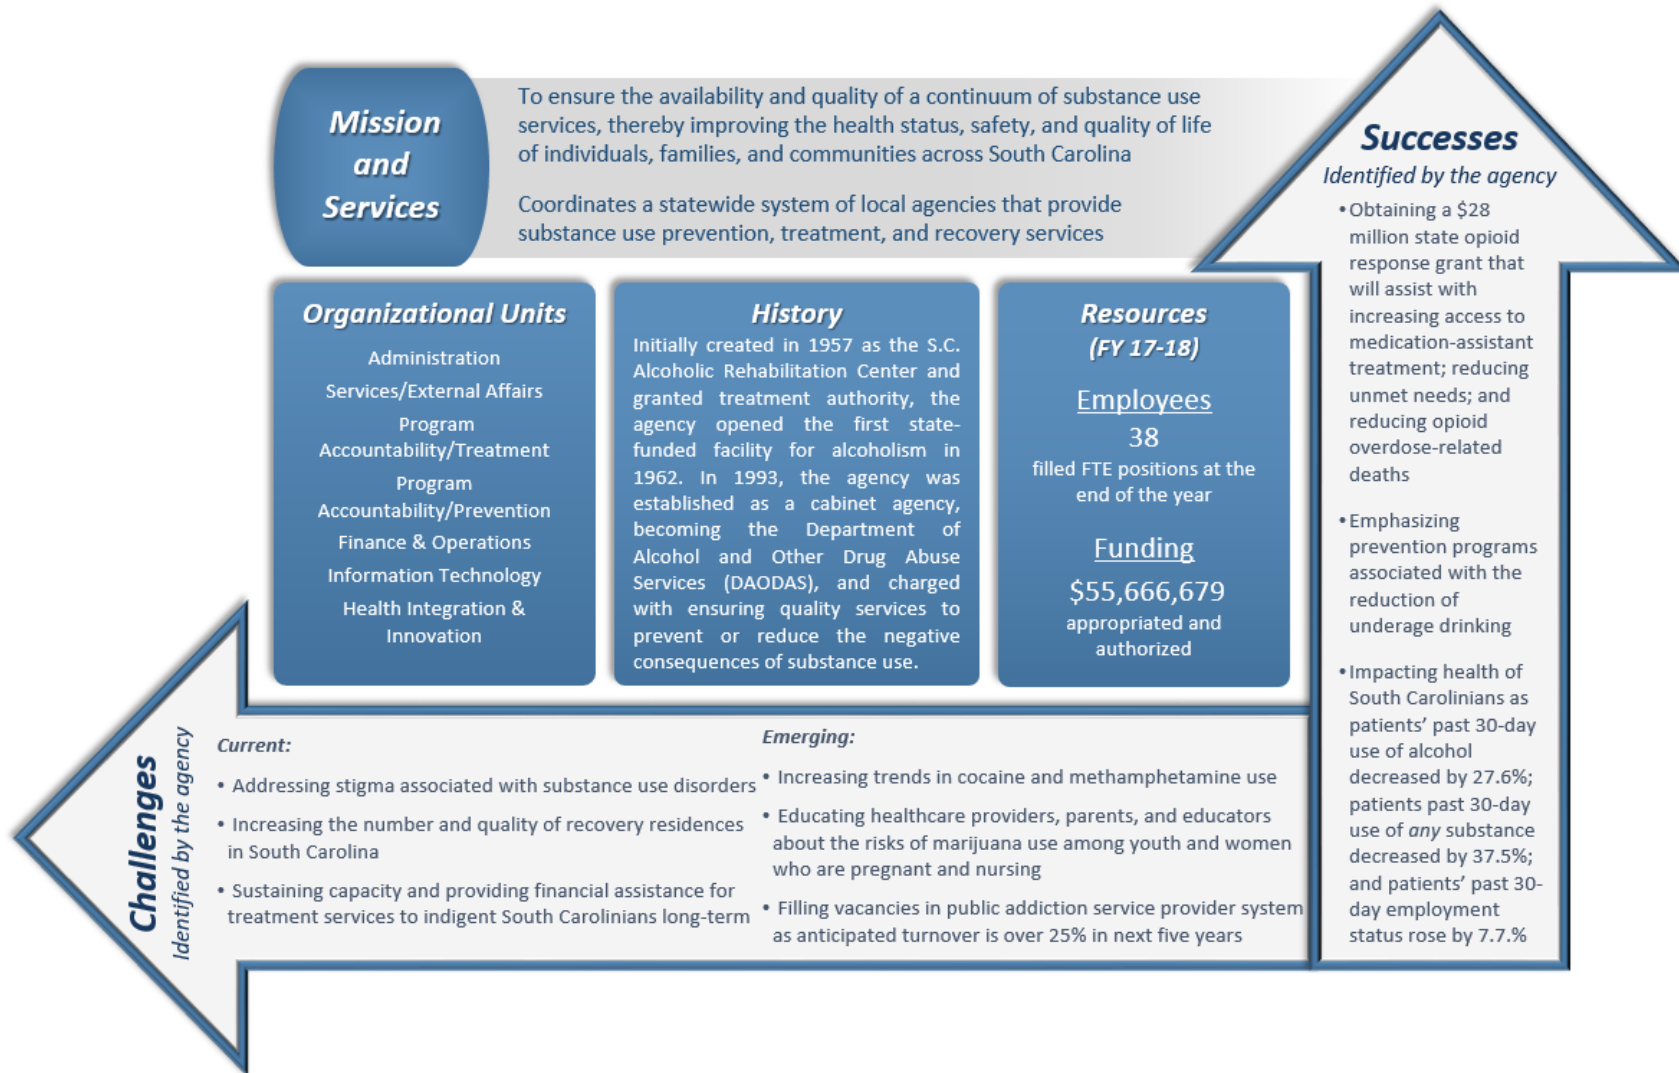 Mission
and
Services
To ensure the availability and quality of a continuum of substance use
services, thereby improving the health status, safety, and quality of life
of individuals, families, and communities across South Carolina
Coordinates a statewide system of local agencies that provide
substance use prevention, treatment, and recovery services
Organizational Units
Administration
Services/External Affairs
Program
Accountability/Treatment
Program
Accountability/Prevention
Finance & Operations
Information Technology
Health Integration &
Innovation
History
Initially created in 1957 as the S.C.
Alcoholic Rehabilitation Center and
granted treatment authority, the
agency opened the first state-
funded facility for alcoholism in
1962. In 1993, the agency was
established as a cabinet agency,
becoming the Department of
Alcohol and Other Drug Abuse
Services (DAODAS), and charged
with ensuring quality services to
prevent or reduce the negative
consequences of substance use.
Resources
(FY 17-18)
Employees
38
filled FTE positions at the
end of the year
Funding
$55,666,679
appropriated and
authorized
Successes
Identified by the agency
• Obtaining a $28
million state opioid
response grant that
will assist with
increasing access to
medication-assistant
treatment; reducing
unmet needs; and
reducing opioid
overdose-related
deaths
• Emphasizing
prevention programs
associated with the
reduction of
underage drinking
• Impacting health of
South Carolinians as
patients' past 30-day
use of alcohol
decreased by 27.6%;
patients past 30-day
use of any substance
decreased by 37.5%;
and patients' past 30-
day employment
status rose by 7.7.%
Challenges
Identified by the agency
Current:
• Addressing stigma associated with substance use disorders
• Increasing the number and quality of recovery residences
in South Carolina
• Sustaining capacity and providing financial assistance for
treatment services to indigent South Carolinians long-term
Emerging:
• Increasing trends in cocaine and methamphetamine use
• Educating healthcare providers, parents, and educators
about the risks of marijuana use among youth and women
who are pregnant and nursing
• Filling vacancies in public addiction service provider system
as anticipated turnover is over 25% in next five years